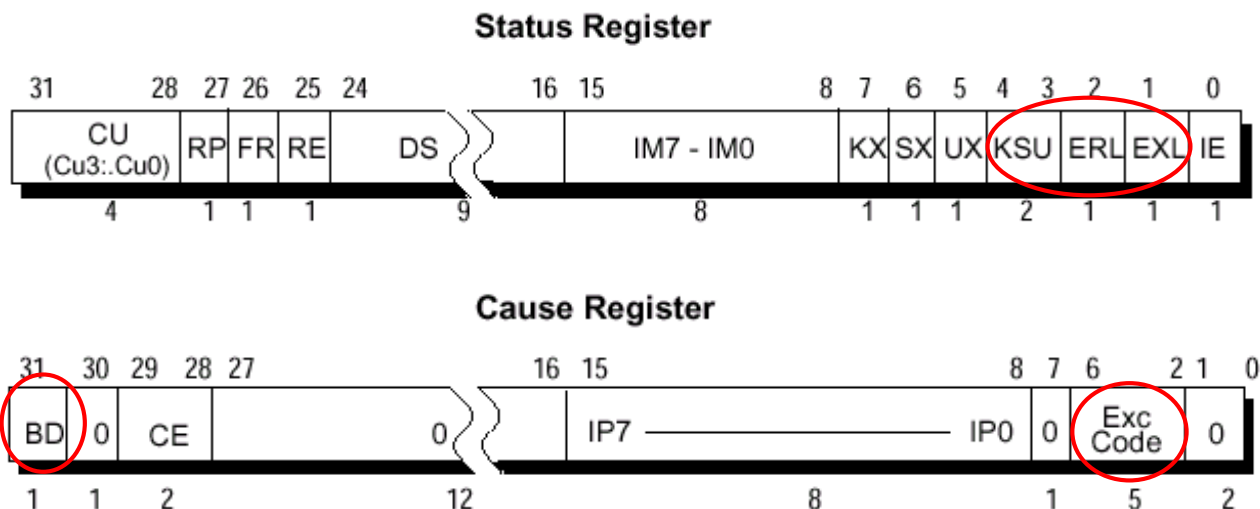 Status Register
31 28 27 26 25 24 16 15 8 7 6 5 4 3 2 1 0
CU
(Cu3:.Cu0) RP FR RE DS IM7 - IM0 KX SX UX KSU ERL EXL IE
4 1 1 1 9 8 1 1 1 2 1 1 1
Cause Register
31 30 29 28 27 16 15 8 7 6 2 1 0
BD 0 CE 0 IP7 IP0 0 Exc
Code 0
1 1 2 12 8 1 5 2